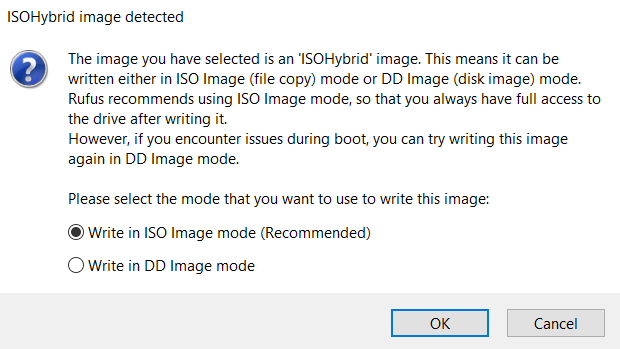 ISOHybrid image detected
The image you have selected is an 'ISOHybrid' image. This means it can be
written either in ISO Image (file copy) mode or DD Image (disk image) mode.
Rufus recommends using ISO Image mode, so that you always have full access to
the drive after writing it.
However, if you encounter issues during boot, you can try writing this image
again in DD Image mode.
Please select the mode that you want to use to write this image:
Write in ISO Image mode (Recommended)
Write in DD Image mode
OK
Cancel